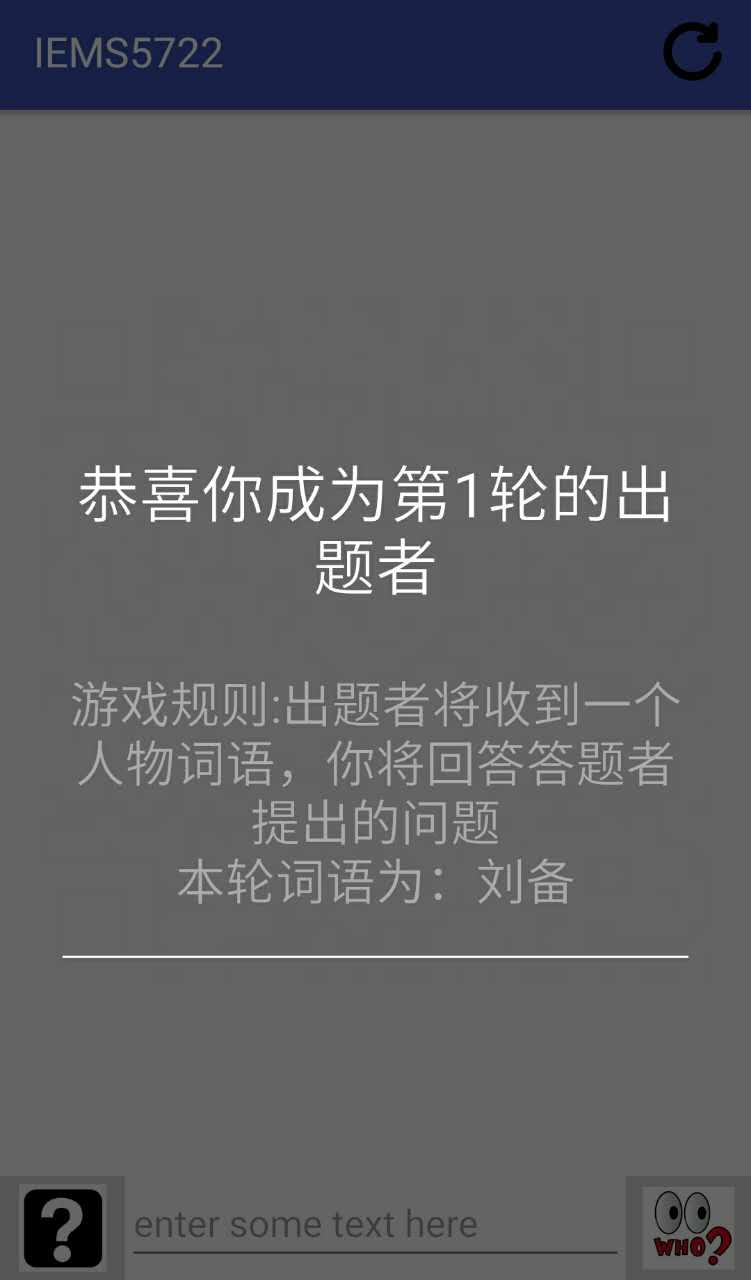 IEMS5722
恭喜你成为第1轮的出
题者
游戏规则:出题者将收到一个
人物词语，你将回答答题者
提出的问题
本轮词语为：刘备
?
enter some text here
WHO?